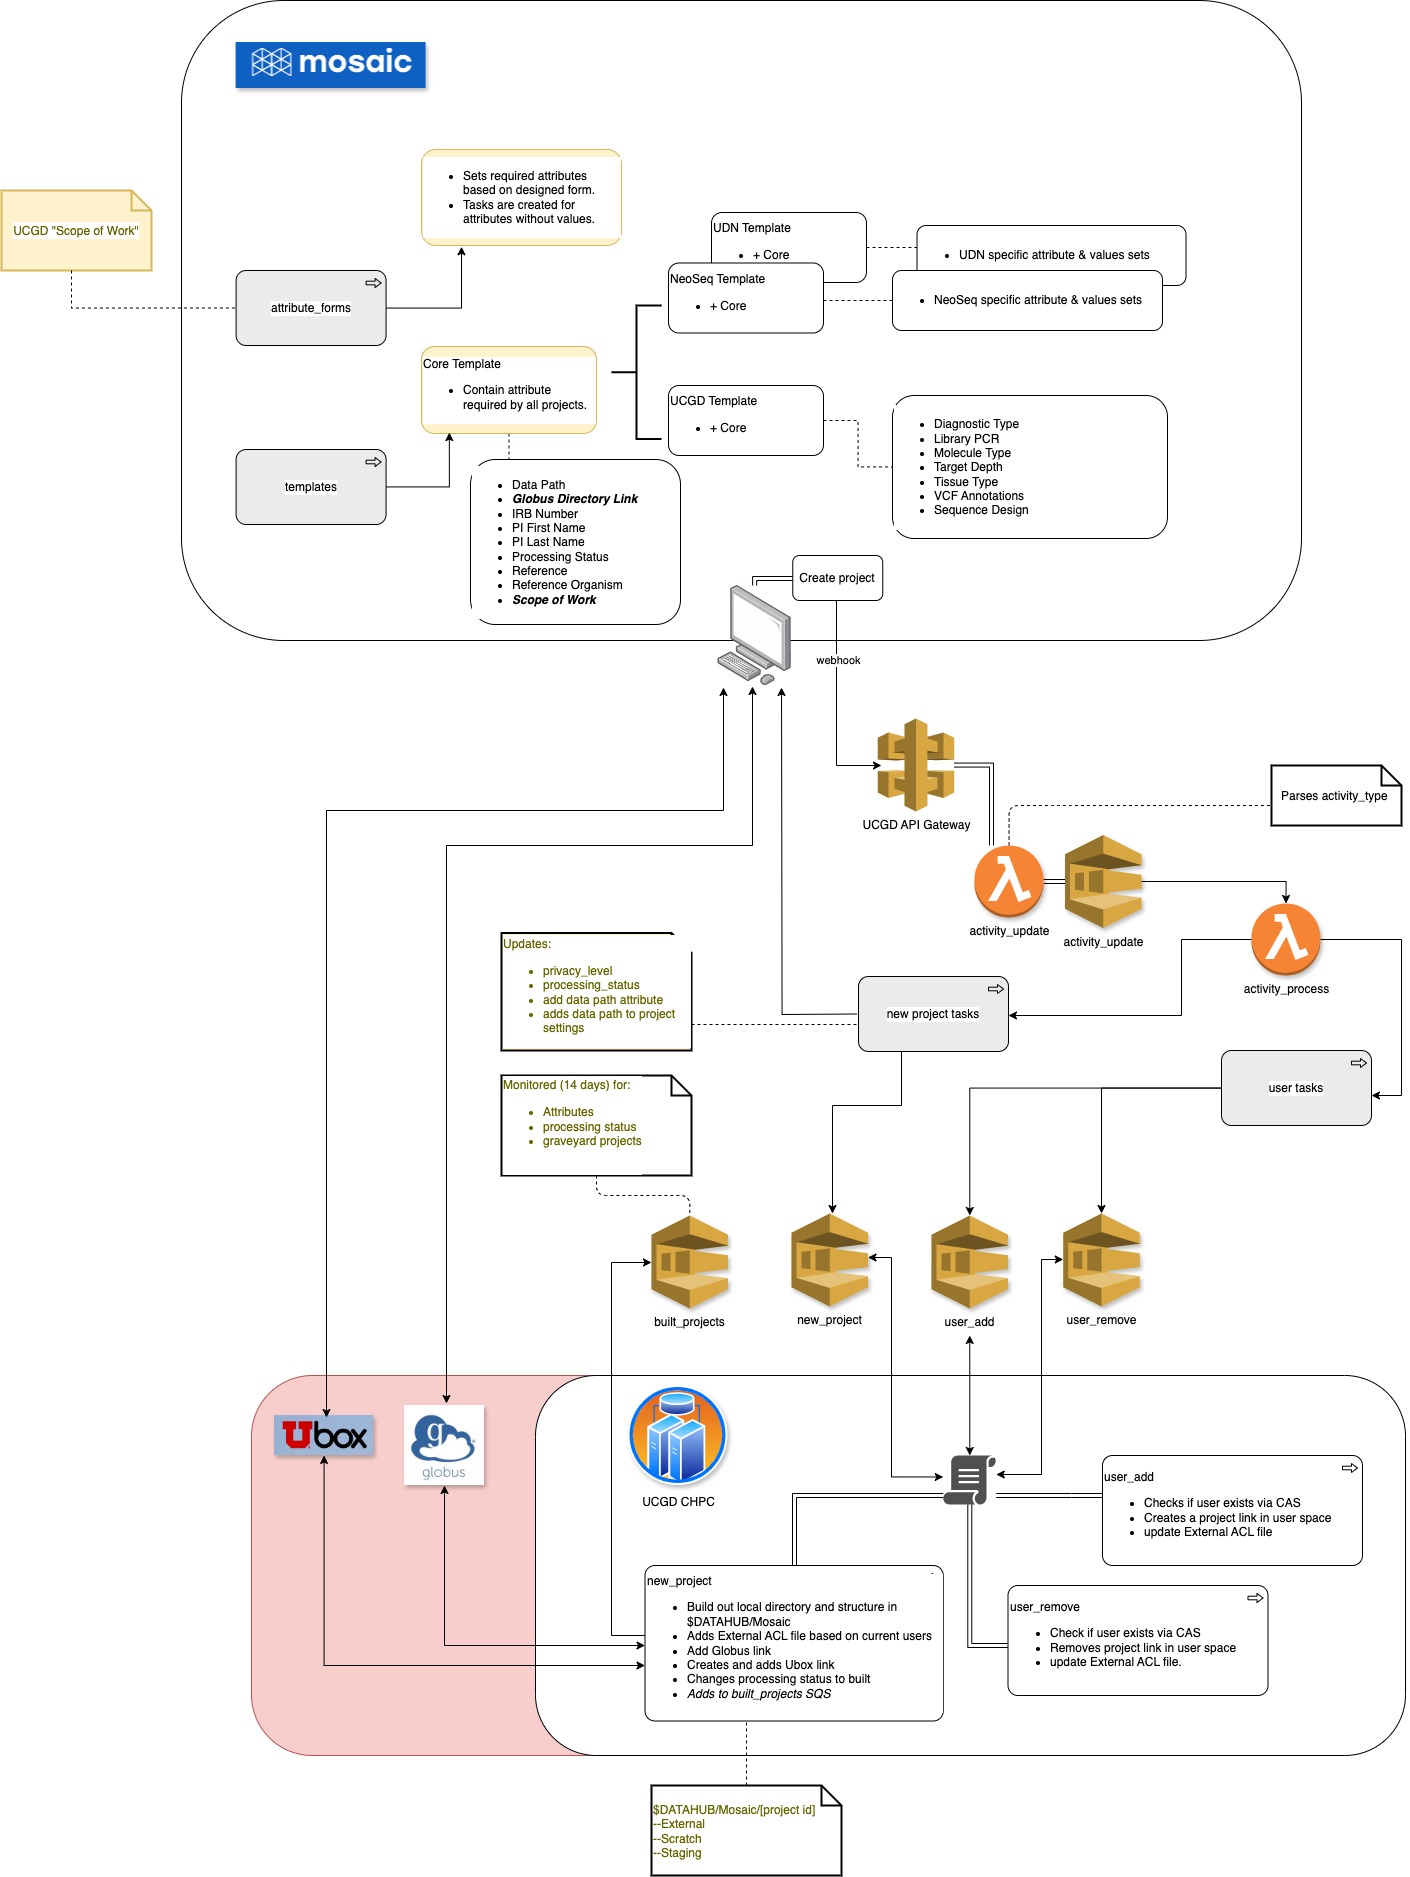 mosaic
Sets required attributes
based on designed form.
Tasks are created for
attributes without values.
UCGD "Scope of Work"
attribute_forms
UDN Template
+ Core
UDN specific attribute & values sets
NeoSeq Template
+ Core
NeoSeq specific attribute & values sets
Core Template
Contain attribute
required by all projects.
UCGD Template
+ Core
Diagnostic Type
Library PCR
Molecule Type
Target Depth
Tissue Type
VCF Annotations
Sequence Design
templates
Data Path
Globus Directory Link
IRB Number
PI First Name
PI Last Name
Processing Status
Reference
Reference Organism
Scope of Work
Create project
webhook
UCGD API Gateway
Parses activity_type
activity_update
activity_update
activity_process
Updates:
privacy_level
processing_status
add data path attribute
adds data path to project
settings
new project tasks
user tasks
Monitored (14 days) for:
Attributes
processing status
graveyard projects
built_projects
new_project
user_add
user_remove
Ubox
g
globus
UCGD CHPC
user_add
Checks if user exists via CAS
Creates a project link in user space
update External ACL file
new_project
Build out local directory and structure in
$DATAHUB/Mosaic
Adds External ACL file based on current users
Add Globus link
Creates and adds Ubox link
Changes processing status to built
Adds to built_projects SQS
user_remove
Check if user exists via CAS
Removes project link in user space
update External ACL file.
$DATAHUB/Mosaic/[project id]
--External
--Scratch
--Staging